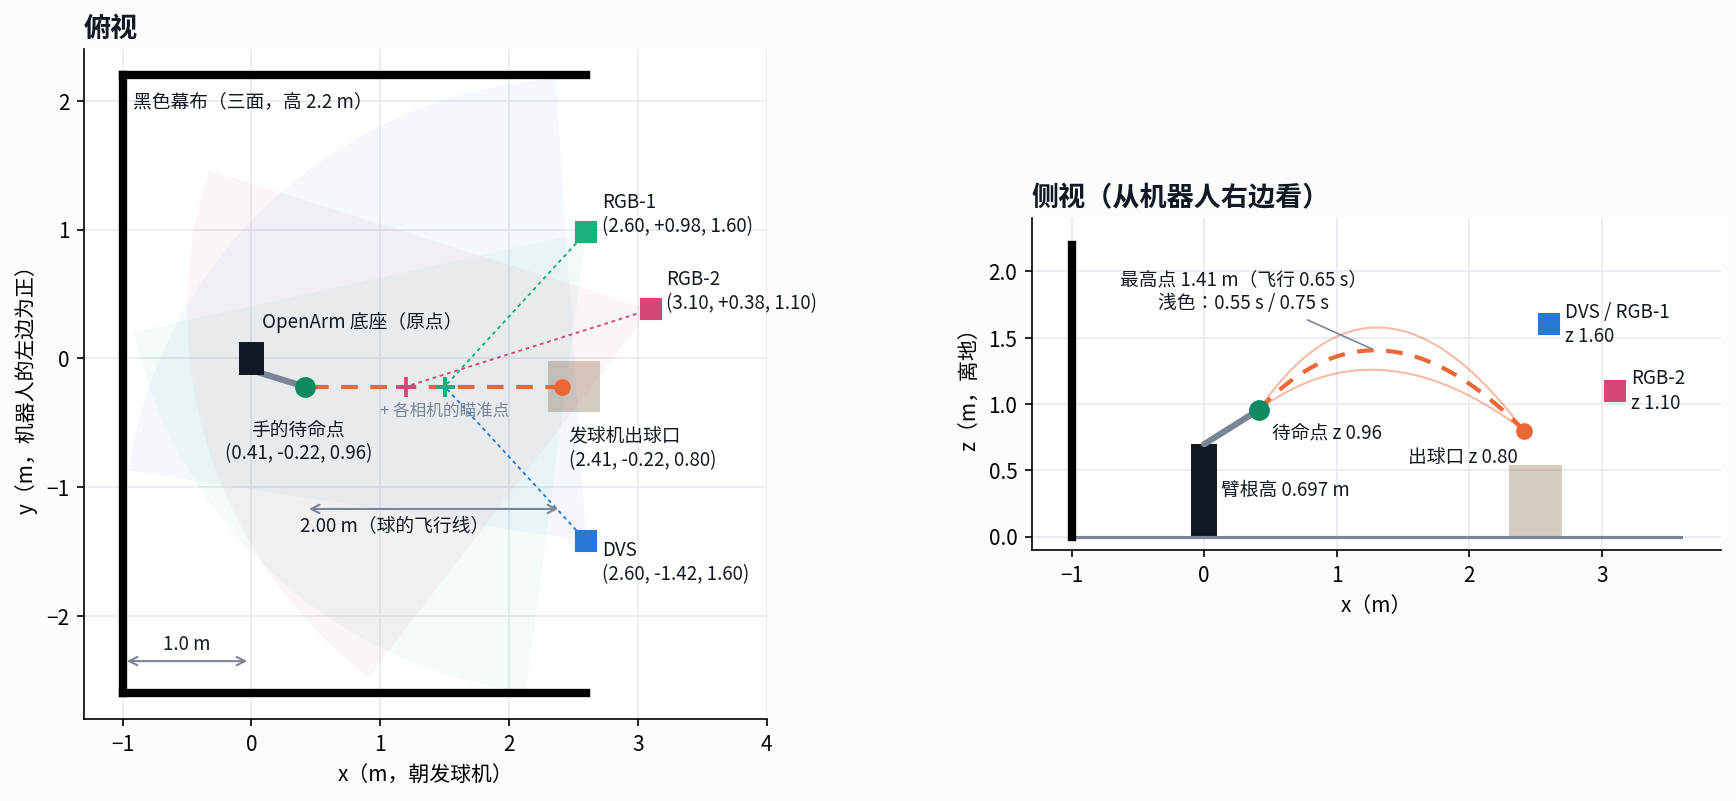 俯视
黑色幕布（三面，高 2.2 m）
RGB-1
(2.60, +0.98, 1.60)
RGB-2
(3.10, +0.38, 1.10)
OpenArm 底座（原点）
+ 各相机的瞄准点
手的待命点
(0.41, -0.22, 0.96)
发球机出球口
(2.41, -0.22, 0.80)
2.00 m（球的飞行线）
DVS
(2.60, -1.42, 1.60)
1.0 m
2
1
0
−1
−2
y（m，机器人的左边为正）
−1
0
1
2
3
4
x（m，朝发球机）
侧视（从机器人右边看）
最高点 1.41 m（飞行 0.65 s）
浅色：0.55 s / 0.75 s
DVS / RGB-1
z 1.60
RGB-2
z 1.10
待命点 z 0.96
出球口 z 0.80
臂根高 0.697 m
2.0
1.5
1.0
0.5
0.0
z（m，离地）
−1
0
1
2
3
x（m）